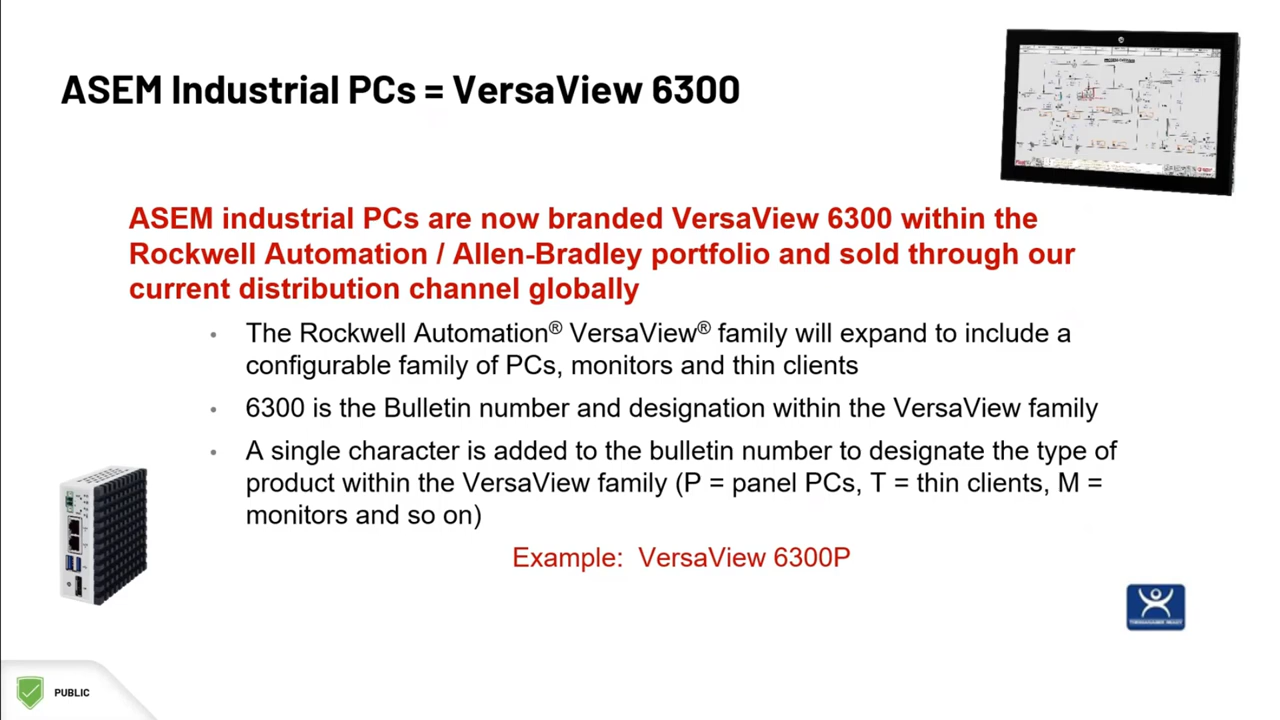 ASEM Industrial PCs = VersaView 6300
ASEM industrial PCs are now branded VersaView 6300 within the
Rockwell Automation / Allen-Bradley portfolio and sold through our
current distribution channel globally
• The Rockwell Automation® VersaView® family will expand to include a
configurable family of PCs, monitors and thin clients
• 6300 is the Bulletin number and designation within the VersaView family
• A single character is added to the bulletin number to designate the type of
product within the VersaView family (P = panel PCs, T = thin clients, M =
monitors and so on)
Example: VersaView 6300P
PUBLIC